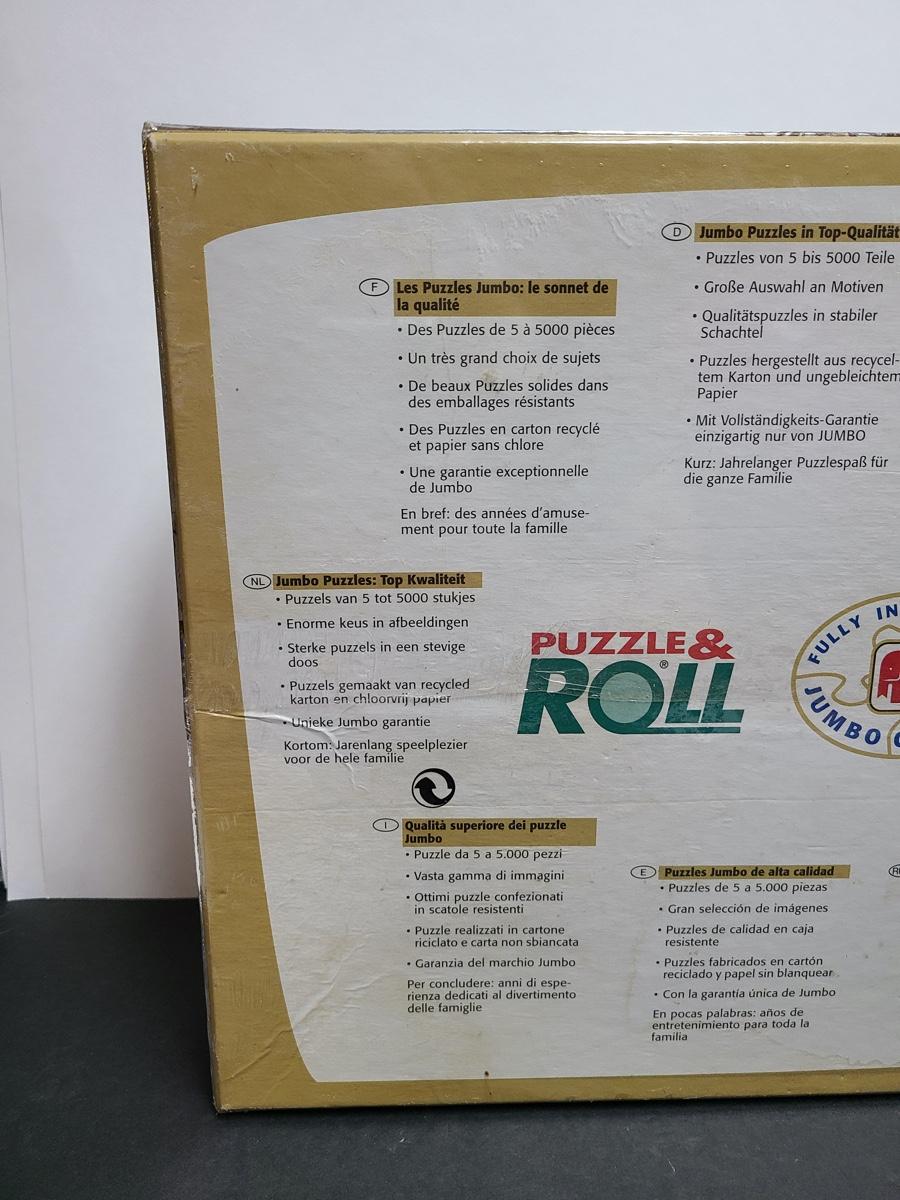 F
Les Puzzles Jumbo: le sonnet de
la qualité
• Des Puzzles de 5 à 5000 pièces
• Un très grand choix de sujets
• De beaux Puzzles solides dans
des emballages résistants
• Des Puzzles en carton recyclé
et papier sans chlore
• Une garantie exceptionnelle
de Jumbo
En bref: des années d'amuse-
ment pour toute la famille
D
Jumbo Puzzles in Top-Qualität
• Puzzles von 5 bis 5000 Teile
• Große Auswahl an Motiven
• Qualitätspuzzles in stabiler
Schachtel
• Puzzles hergestellt aus recycel-
tem Karton und ungebleichtem
Papier
• Mit Vollständigkeits-Garantie
einzigartig nur von JUMBO
Kurz: Jahrelanger Puzzlespaß für
die ganze Familie
NL
Jumbo Puzzles: Top Kwaliteit
• Puzzels van 5 tot 5000 stukjes
• Enorme keus in afbeeldingen
• Sterke puzzels in een stevige
doos
• Puzzels gemaakt van recycled
karton en chloorvrij papier
• Unieke Jumbo garantie
Kortom: Jarenlang speelplezier
voor de hele familie
PUZZLE&
ROLL®
FULLY IN
JUMBO
I
Qualità superiore dei puzzle
Jumbo
• Puzzle da 5 a 5.000 pezzi
• Vasta gamma di immagini
• Ottimi puzzle confezionati
in scatole resistenti
• Puzzle realizzati in cartone
riciclato e carta non sbiancata
• Garanzia del marchio Jumbo
Per concludere: anni di espe-
rienza dedicati al divertimento
delle famiglie
E
Puzzles Jumbo de alta calidad
• Puzzles de 5 a 5.000 piezas
• Gran selección de imágenes
• Puzzles de calidad en caja
resistente
• Puzzles fabricados en cartón
reciclado y papel sin blanquear
• Con la garantía única de Jumbo
En pocas palabras: años de
entretenimiento para toda la
familia